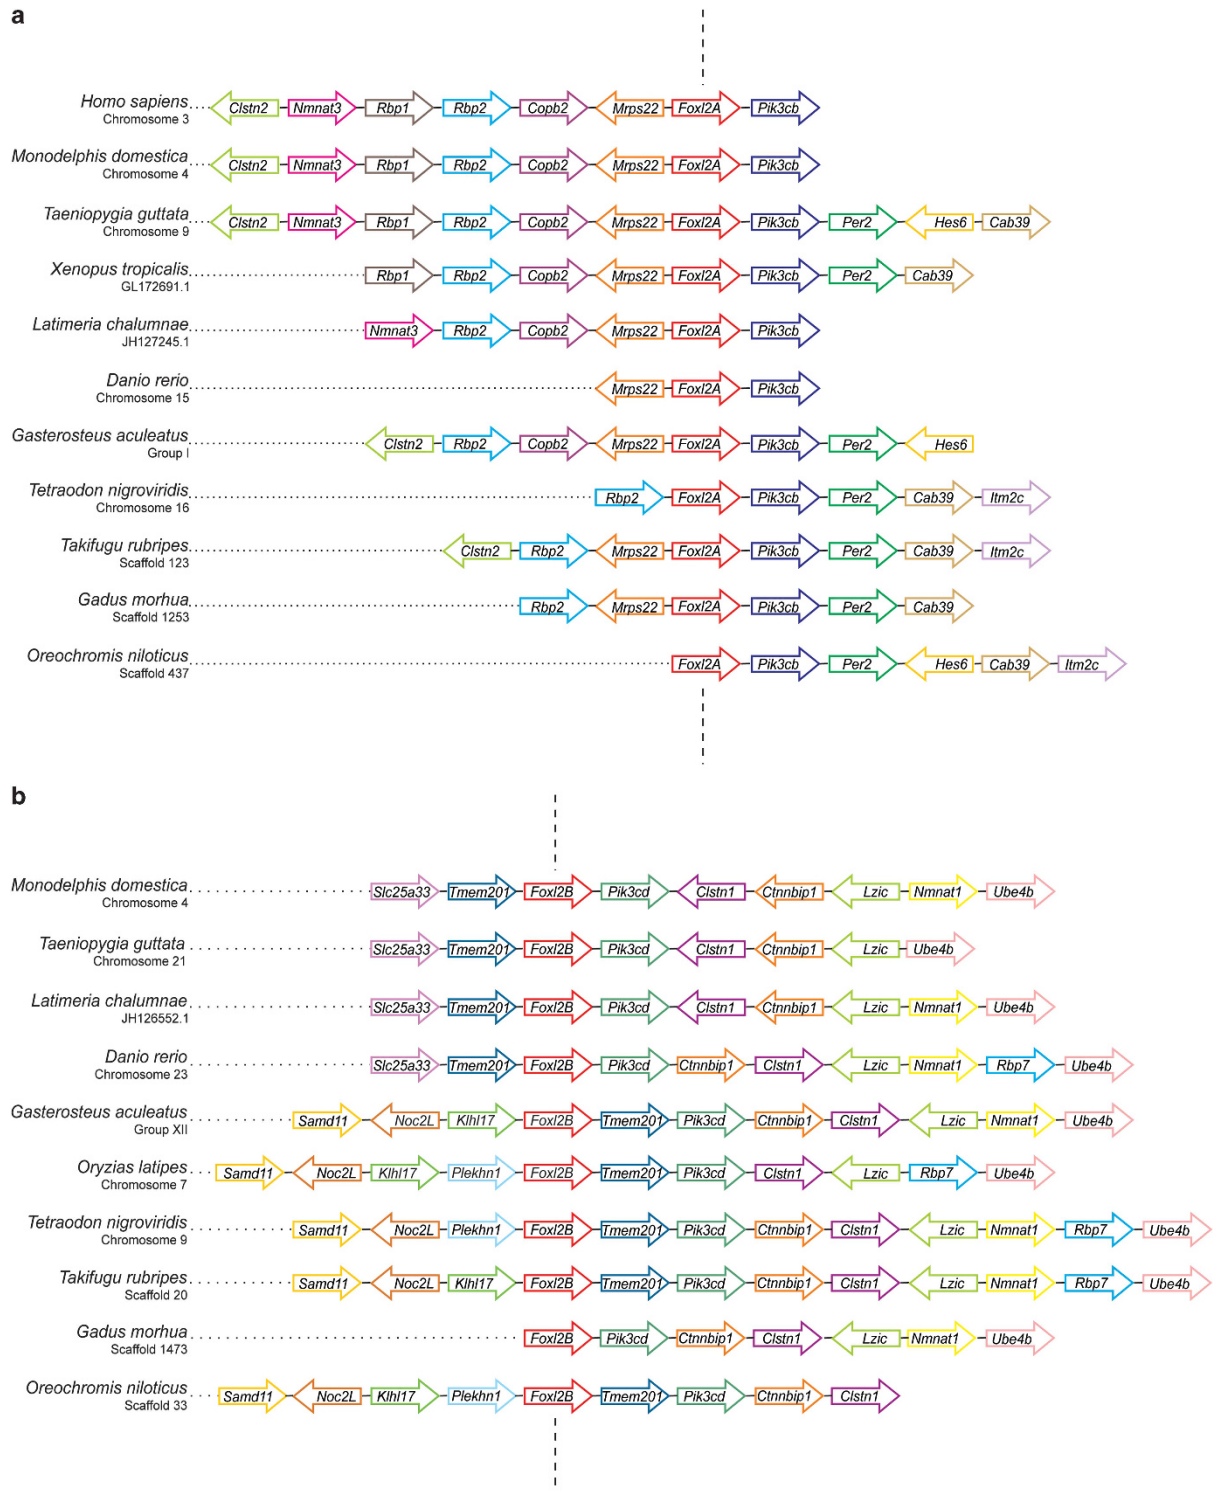 a
Homo sapiens
Chromosome 3
Clstn2 Nmnat3 Rbp1 Rbp2 Copb2 Mrps22 Foxl2A Pik3cb
Monodelphis domestica
Chromosome 4
Clstn2 Nmnat3 Rbp1 Rbp2 Copb2 Mrps22 Foxl2A Pik3cb
Taeniopygia guttata
Chromosome 9
Clstn2 Nmnat3 Rbp1 Rbp2 Copb2 Mrps22 Foxl2A Pik3cb Per2 Hes6 Cab39
Xenopus tropicalis
GL172691.1
Rbp1 Rbp2 Copb2 Mrps22 Foxl2A Pik3cb Per2 Cab39
Latimeria chalumnae
JH127245.1
Nmnat3 Rbp2 Copb2 Mrps22 Foxl2A Pik3cb
Danio rerio
Chromosome 15
Mrps22 Foxl2A Pik3cb
Gasterosteus aculeatus
Group I
Clstn2 Rbp2 Copb2 Mrps22 Foxl2A Pik3cb Per2 Hes6
Tetraodon nigroviridis
Chromosome 16
Rbp2 Foxl2A Pik3cb Per2 Cab39 Itm2c
Takifugu rubripes
Scaffold 123
Clstn2 Rbp2 Mrps22 Foxl2A Pik3cb Per2 Cab39 Itm2c
Gadus morhua
Scaffold 1253
Rbp2 Mrps22 Foxl2A Pik3cb Per2 Cab39
Oreochromis niloticus
Scaffold 437
Foxl2A Pik3cb Per2 Hes6 Cab39 Itm2c
b
Monodelphis domestica
Chromosome 4
Slc25a33 Tmem201 Foxl2B Pik3cd Clstn1 Ctnnbip1 Lzic Nmnat1 Ube4b
Taeniopygia guttata
Chromosome 21
Slc25a33 Tmem201 Foxl2B Pik3cd Clstn1 Ctnnbip1 Lzic Ube4b
Latimeria chalumnae
JH126552.1
Slc25a33 Tmem201 Foxl2B Pik3cd Clstn1 Ctnnbip1 Lzic Nmnat1 Ube4b
Danio rerio
Chromosome 23
Slc25a33 Tmem201 Foxl2B Pik3cd Ctnnbip1 Clstn1 Lzic Nmnat1 Rbp7 Ube4b
Gasterosteus aculeatus
Group XII
Samd11 Noc2L Klhl17 Foxl2B Tmem201 Pik3cd Ctnnbip1 Clstn1 Lzic Nmnat1 Ube4b
Oryzias latipes
Chromosome 7
Samd11 Noc2L Klhl17 Plekhn1 Foxl2B Tmem201 Pik3cd Clstn1 Lzic Rbp7 Ube4b
Tetraodon nigroviridis
Chromosome 9
Samd11 Noc2L Plekhn1 Foxl2B Tmem201 Pik3cd Ctnnbip1 Clstn1 Lzic Nmnat1 Rbp7 Ube4b
Takifugu rubripes
Scaffold 20
Samd11 Noc2L Klhl17 Foxl2B Tmem201 Pik3cd Ctnnbip1 Clstn1 Lzic Nmnat1 Rbp7 Ube4b
Gadus morhua
Scaffold 1473
Foxl2B Pik3cd Ctnnbip1 Clstn1 Lzic Nmnat1 Ube4b
Oreochromis niloticus
Scaffold 33
Samd11 Noc2L Klhl17 Plekhn1 Foxl2B Tmem201 Pik3cd Ctnnbip1 Clstn1